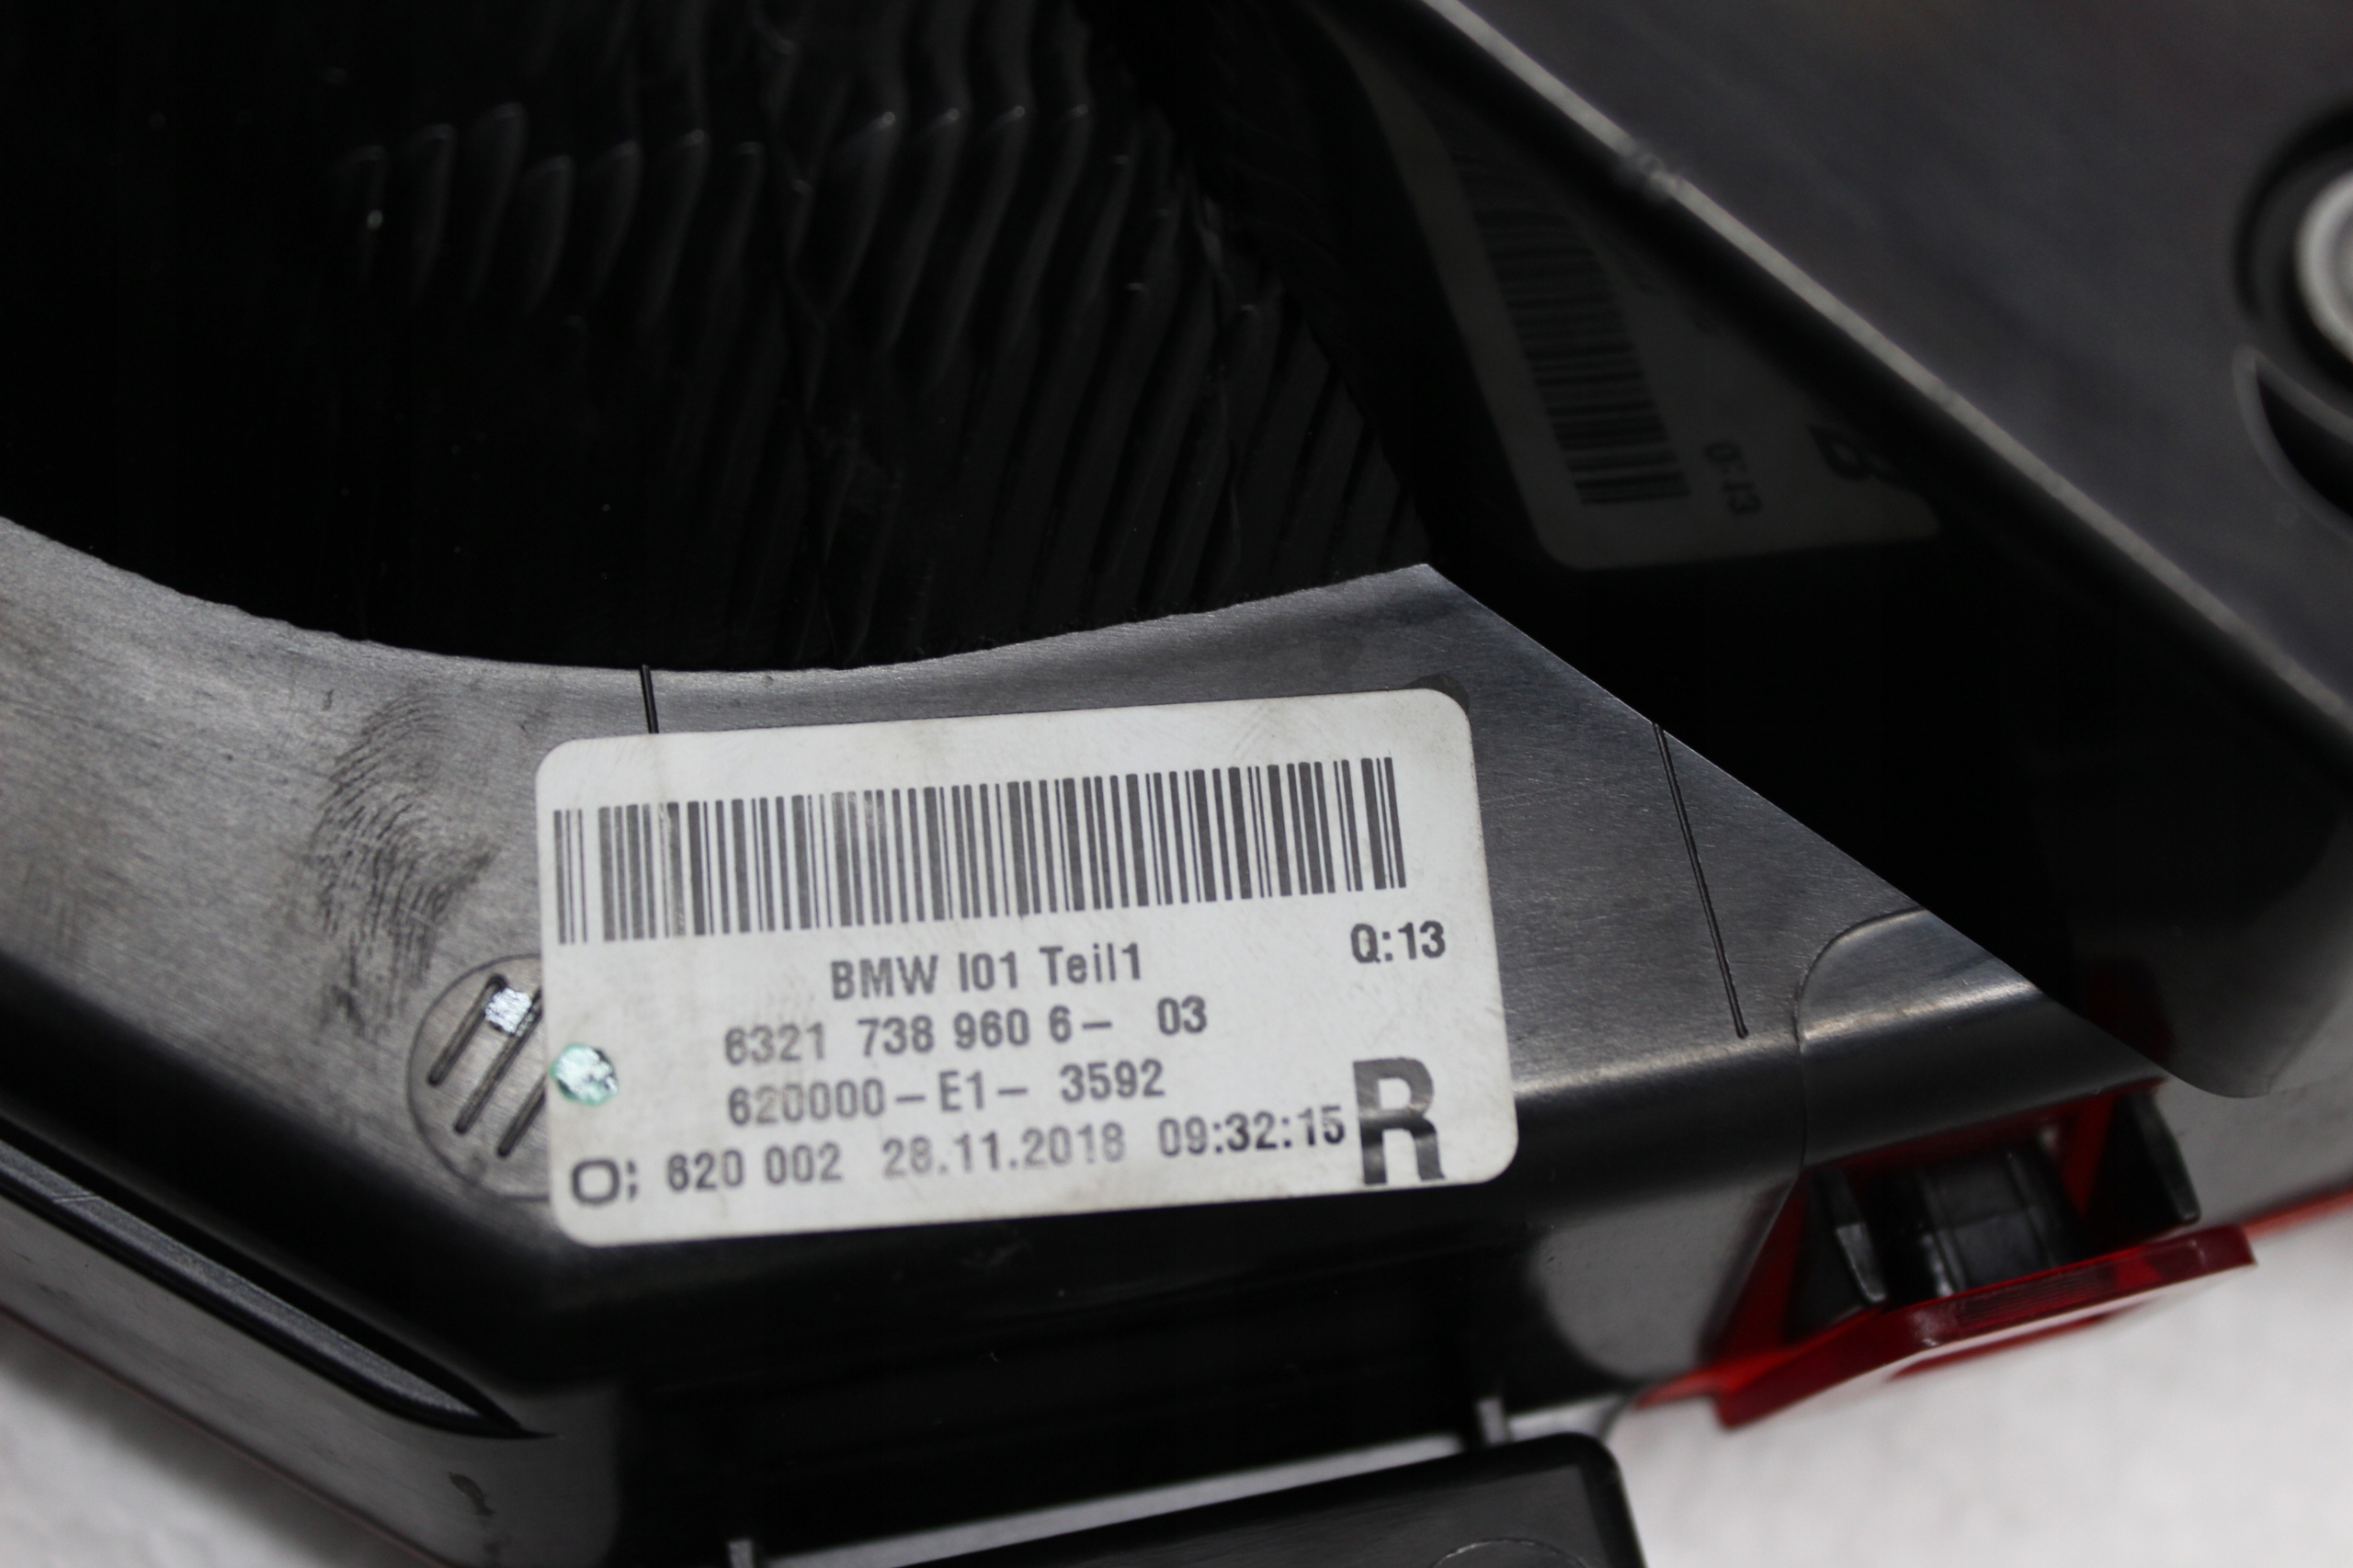 BMW I01 Teil1
Q:13
6321 738 960 6- 03
620000-E1- 3592
O; 620 002 28.11.2018 09:32:15
R